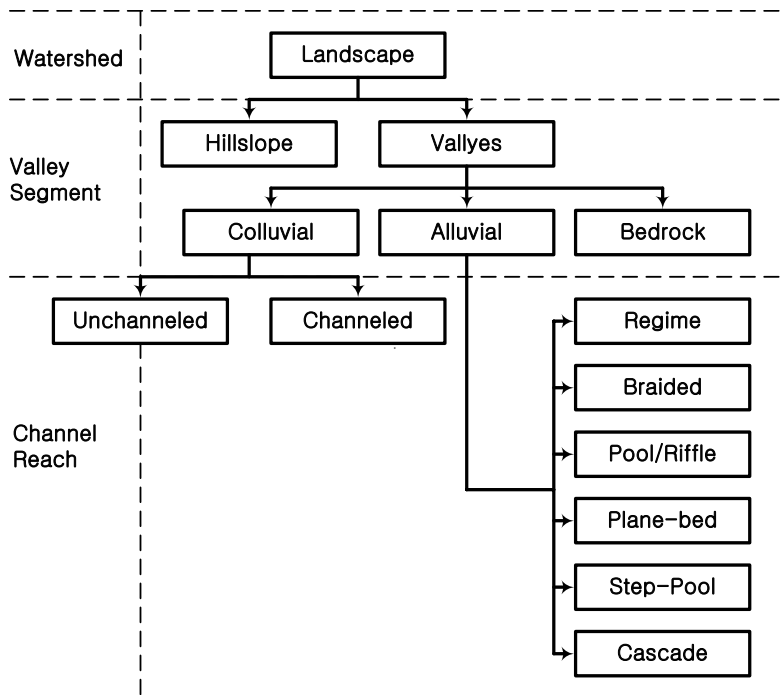 Watershed
Landscape
Hillslope
Vallyes
Valley
Segment
Colluvial
Alluvial
Bedrock
Unchanneled
Channeled
Regime
Braided
Channel
Reach
Pool/Riffle
Plane-bed
Step-Pool
Cascade